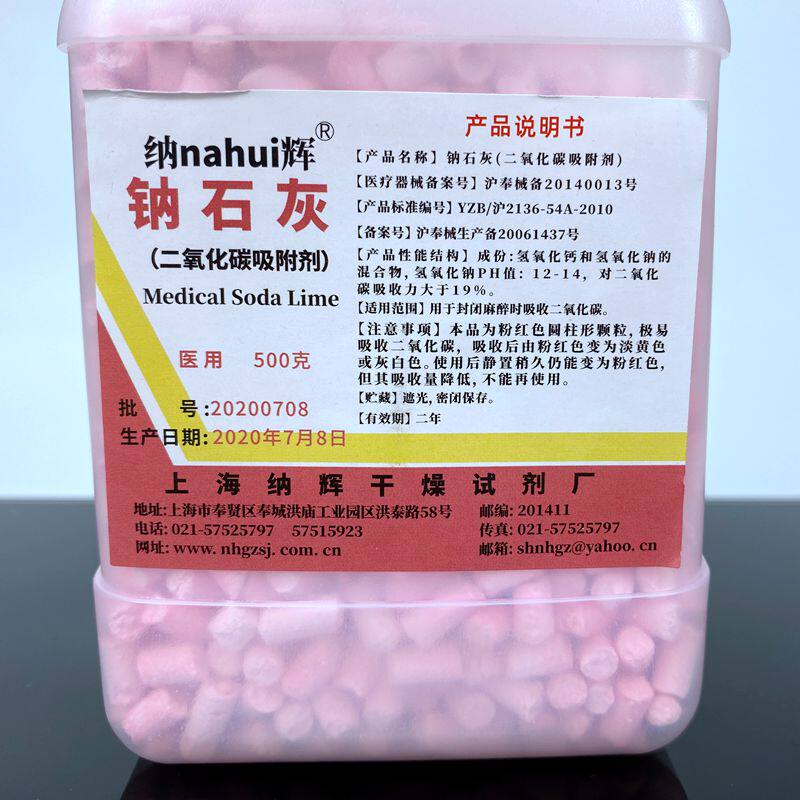 纳nahui辉®
钠石灰
(二氧化碳吸附剂)
Medical Soda Lime
医用 500克
批 号:20200708
生产日期:2020年7月8日
产品说明书
【产品名称】钠石灰(二氧化碳吸附剂)
【医疗器械备案号】沪奉械备20140013号
【产品标准编号】YZB/沪2136-54A-2010
【备案号】沪奉械生产备20061437号
【产品性能结构】成份:氢氧化钙和氢氧化钠的
混合物,氢氧化钠PH值:12-14,对二氧化
碳吸收力大于19%。
【适用范围】用于封闭麻醉时吸收二氧化碳。
【注意事项】本品为粉红色圆柱形颗粒,极易
吸收二氧化碳,吸收后由粉红色变为淡黄色
或灰白色。使用后静置稍久仍能变为粉红色,
但其吸收量降低,不能再使用。
【贮藏】遮光,密闭保存。
【有效期】二年
上海纳辉干燥试剂厂
地址:上海市奉贤区奉城洪庙工业园区洪泰路58号 邮编:201411
电话:021-57525797 57515923 传真:021-57525797
网址:www.nhgzsj.com.cn 邮箱:shnhgz@yahoo.cn